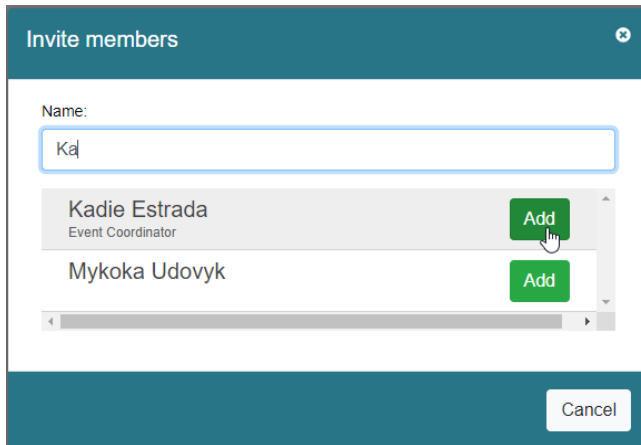 Invite members
Name:
Ka
Kadie Estrada
Add
Event Coordinator
Mykoka Udovyk
Add
Cancel